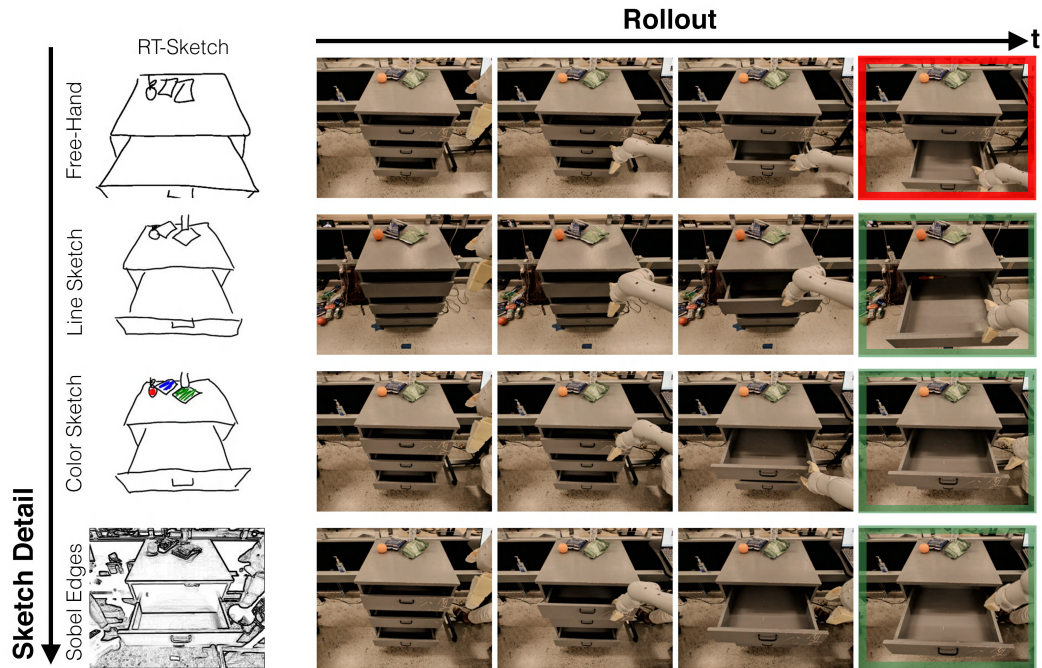 Rollout
t
RT-Sketch
Free-Hand
Line Sketch
Color Sketch
Sobel Edges
Sketch Detail